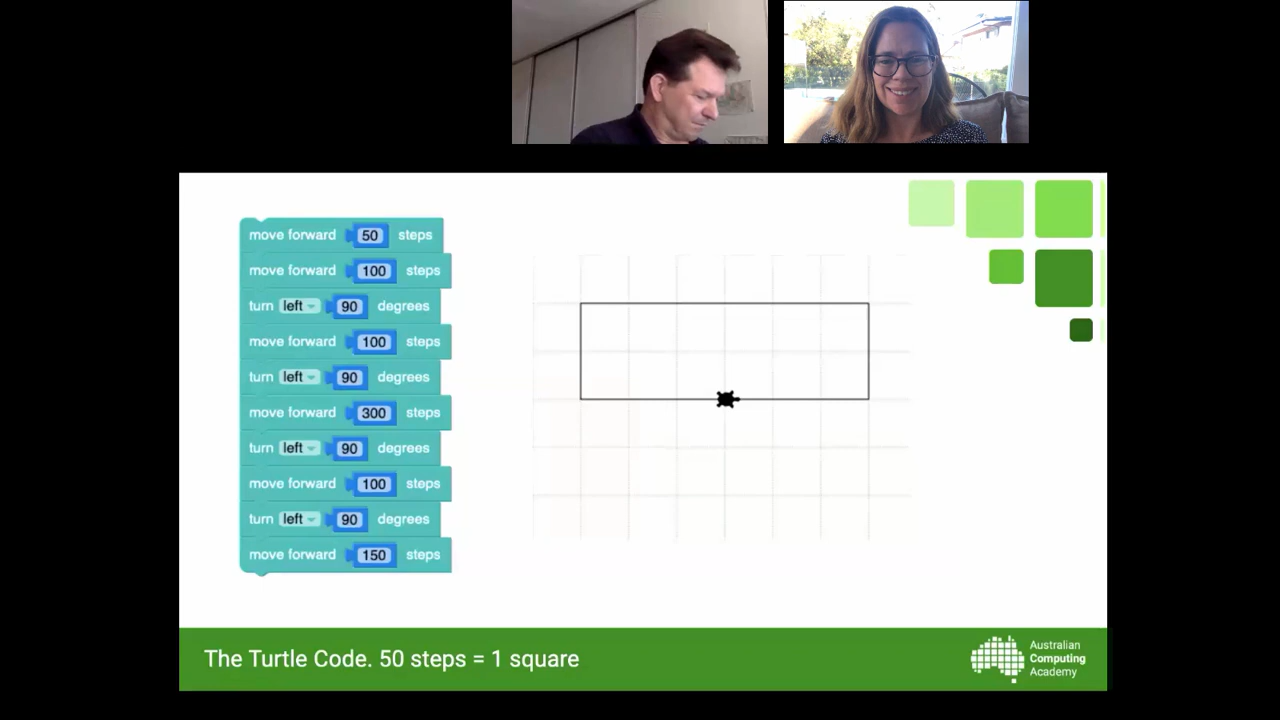 move forward 50 steps
move forward 100 steps
turn left 90 degrees
move forward 100 steps
turn left 90 degrees
move forward 300 steps
turn left 90 degrees
move forward 100 steps
turn left 90 degrees
move forward 150 steps
The Turtle Code. 50 steps = 1 square
Australian
Computing
Academy